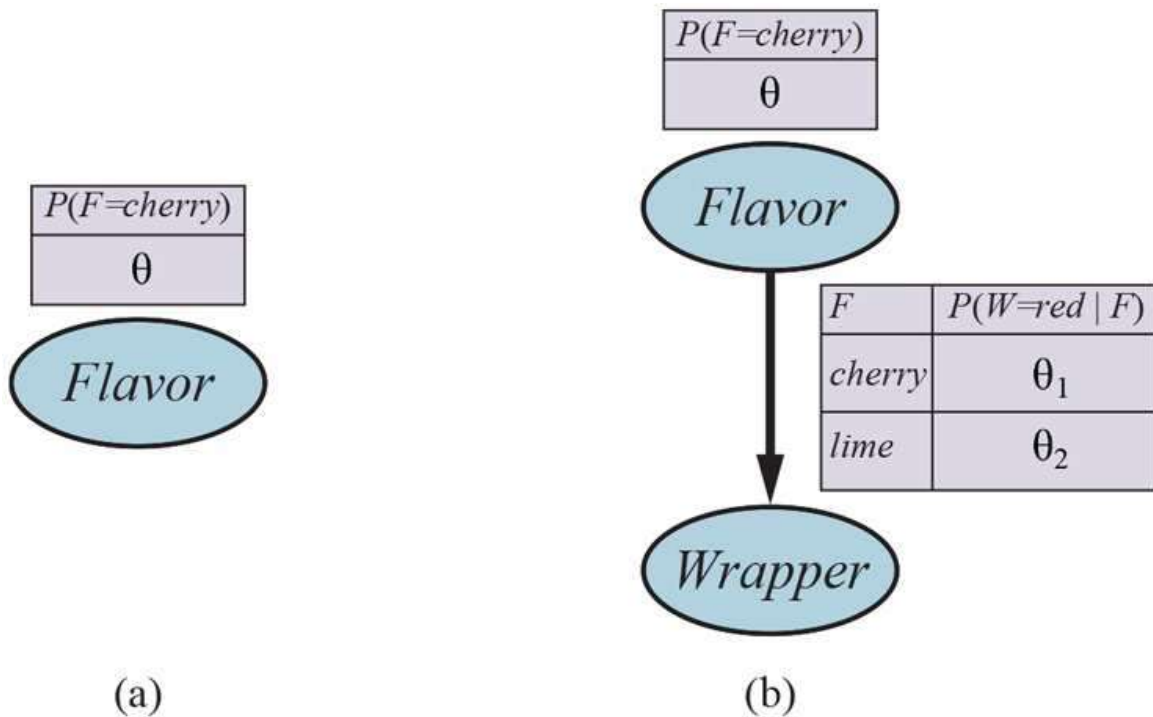 P(F=cherry)
θ
Flavor
(a)
P(F=cherry)
θ
Flavor
F P(W=red | F)
cherry θ₁
lime θ₂
Wrapper
(b)